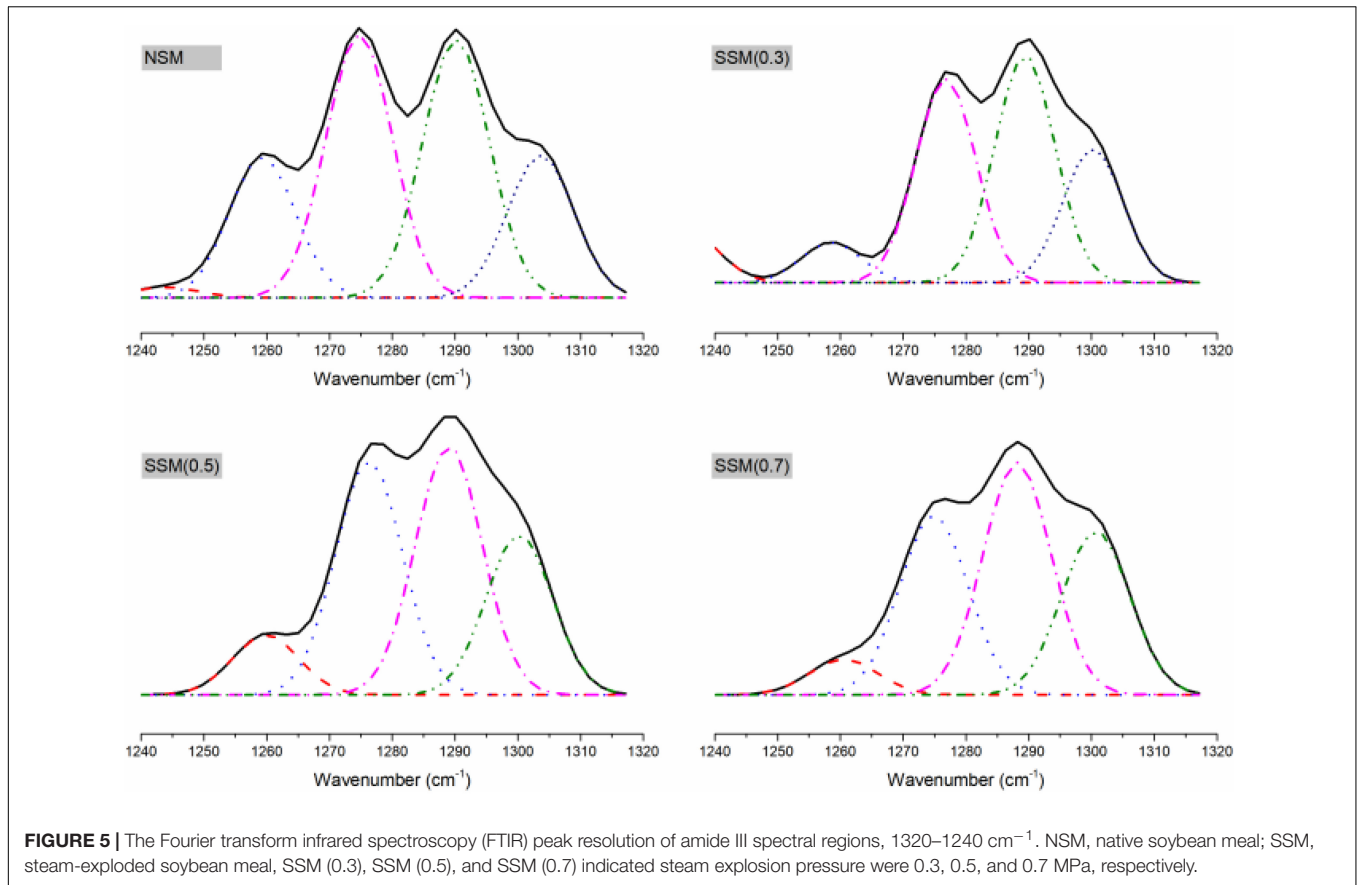 NSM
1240 1250 1260 1270 1280 1290 1300 1310 1320
Wavenumber (cm⁻¹)
SSM(0.3)
1240 1250 1260 1270 1280 1290 1300 1310 1320
Wavenumber (cm⁻¹)
SSM(0.5)
1240 1250 1260 1270 1280 1290 1300 1310 1320
Wavenumber (cm⁻¹)
SSM(0.7)
1240 1250 1260 1270 1280 1290 1300 1310 1320
Wavenumber (cm⁻¹)
FIGURE 5 | The Fourier transform infrared spectroscopy (FTIR) peak resolution of amide III spectral regions, 1320–1240 cm⁻¹. NSM, native soybean meal; SSM,
steam-exploded soybean meal, SSM (0.3), SSM (0.5), and SSM (0.7) indicated steam explosion pressure were 0.3, 0.5, and 0.7 MPa, respectively.